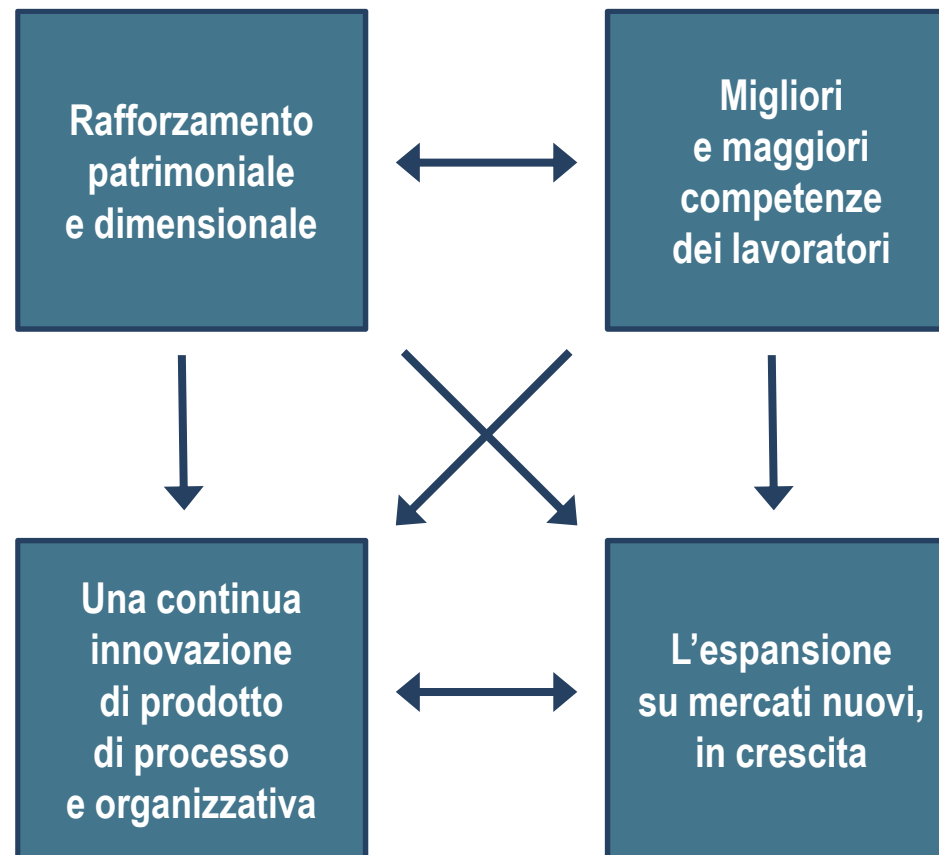 Rafforzamento
patrimoniale
e dimensionale
Migliori
e maggiori
competenze
dei lavoratori
Una continua
innovazione
di prodotto
di processo
e organizzativa
L’espansione
su mercati nuovi,
in crescita